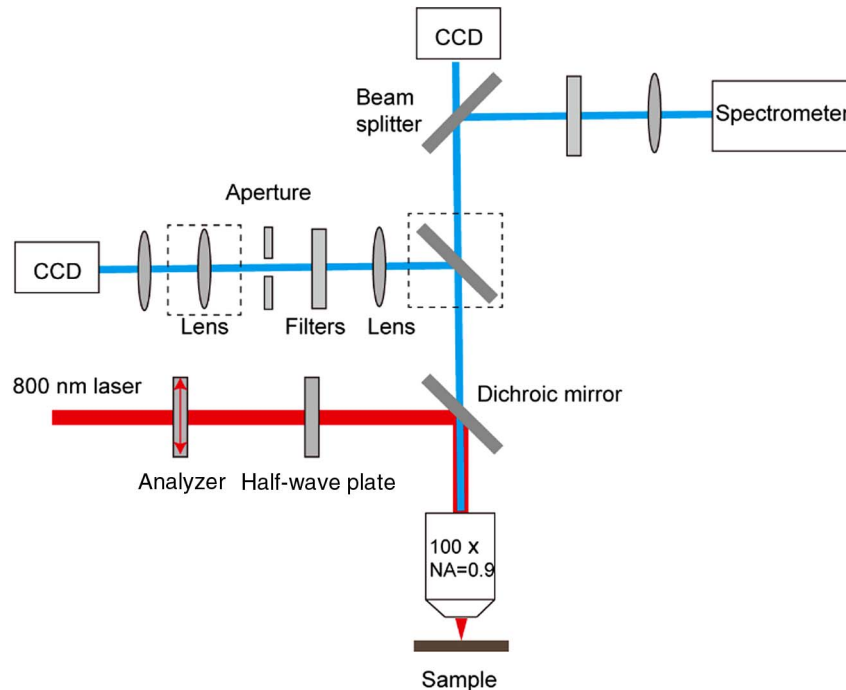 CCD
Beam
splitter
Spectrometer
Aperture
CCD
Lens
Filters
Lens
800 nm laser
Dichroic mirror
Analyzer
Half-wave plate
100 x
NA=0.9
Sample